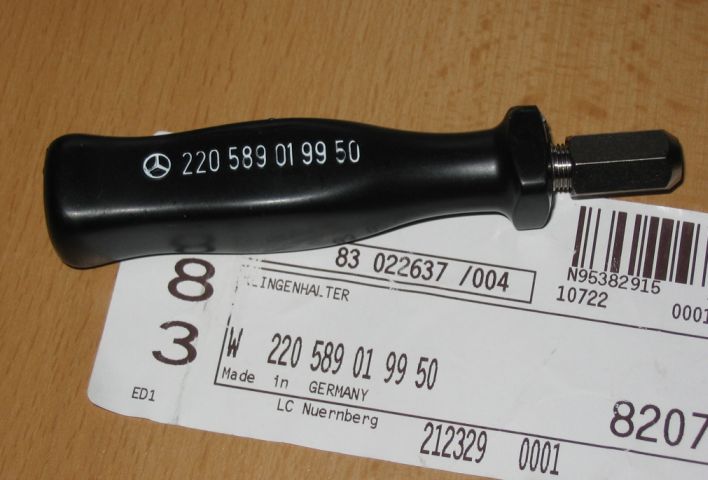 220 589 01 99 50
83 022637 /004
N95382915
10722
0001
8
3
KLINGENHALTER
W 220 589 01 99 50
Made in GERMANY
LC Nuernberg
ED1
8207
212329 0001